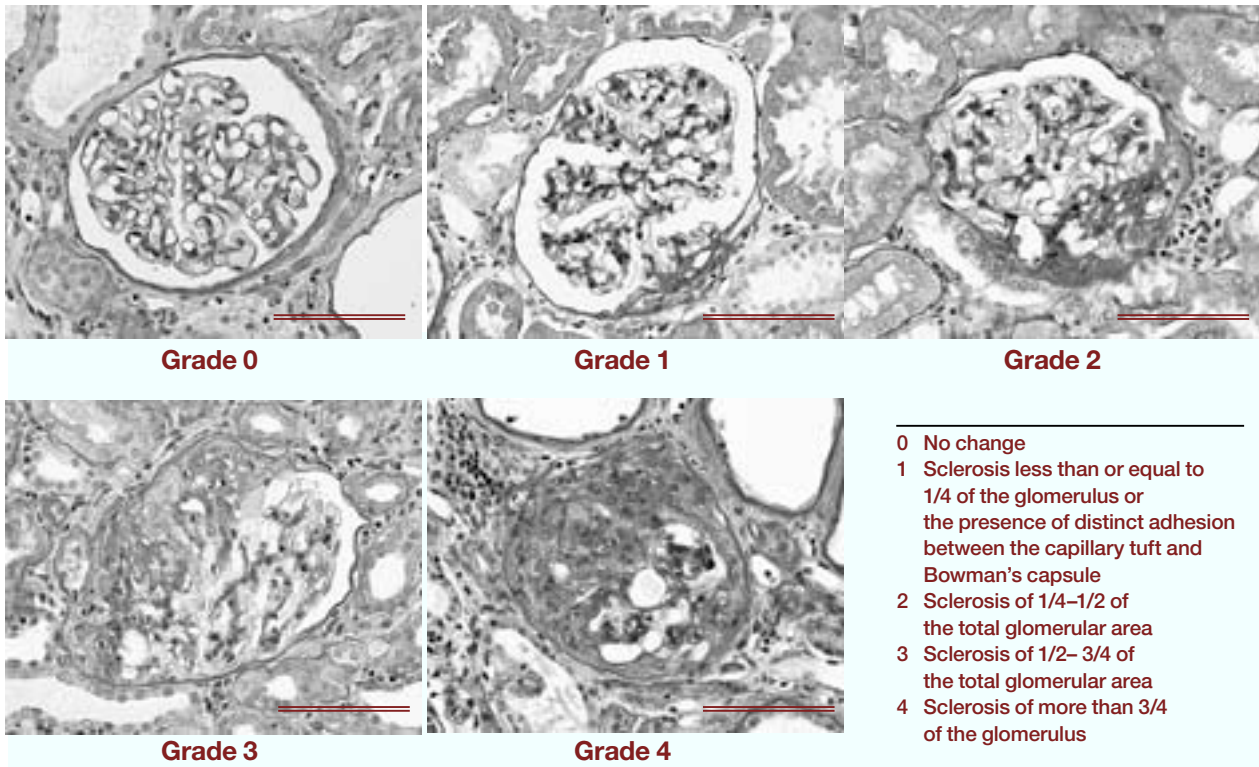 Grade 0
Grade 1
Grade 2
Grade 3
Grade 4
0 No change
1 Sclerosis less than or equal to
1/4 of the glomerulus or
the presence of distinct adhesion
between the capillary tuft and
Bowman’s capsule
2 Sclerosis of 1/4–1/2 of
the total glomerular area
3 Sclerosis of 1/2– 3/4 of
the total glomerular area
4 Sclerosis of more than 3/4
of the glomerulus